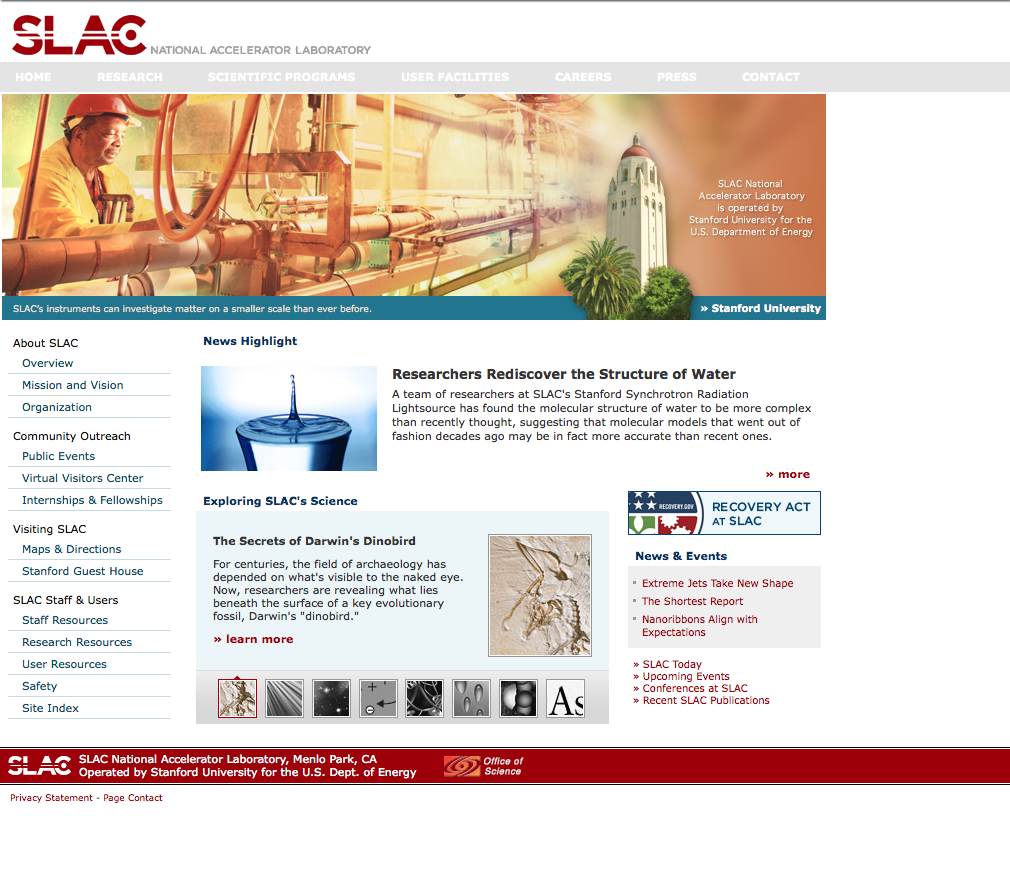 SLAC NATIONAL ACCELERATOR LABORATORY
HOME RESEARCH SCIENTIFIC PROGRAMS USER FACILITIES CAREERS PRESS CONTACT
SLAC National
Accelerator Laboratory
is operated by
Stanford University for the
U.S. Department of Energy
SLAC's instruments can investigate matter on a smaller scale than ever before.
» Stanford University
About SLAC
Overview
Mission and Vision
Organization
Community Outreach
Public Events
Virtual Visitors Center
Internships & Fellowships
Visiting SLAC
Maps & Directions
Stanford Guest House
SLAC Staff & Users
Staff Resources
Research Resources
User Resources
Safety
Site Index
News Highlight
Researchers Rediscover the Structure of Water
A team of researchers at SLAC's Stanford Synchrotron Radiation
Lightsource has found the molecular structure of water to be more complex
than recently thought, suggesting that molecular models that went out of
fashion decades ago may be in fact more accurate than recent ones.
» more
Exploring SLAC's Science
The Secrets of Darwin's Dinobird
For centuries, the field of archaeology has
depended on what's visible to the naked eye.
Now, researchers are revealing what lies
beneath the surface of a key evolutionary
fossil, Darwin's "dinobird."
» learn more
As
RECOVERY.GOV
RECOVERY ACT
AT SLAC
News & Events
Extreme Jets Take New Shape
The Shortest Report
Nanoribbons Align with
Expectations
» SLAC Today
» Upcoming Events
» Conferences at SLAC
» Recent SLAC Publications
SLAC
SLAC National Accelerator Laboratory, Menlo Park, CA
Operated by Stanford University for the U.S. Dept. of Energy
Office of
Science
Privacy Statement - Page Contact